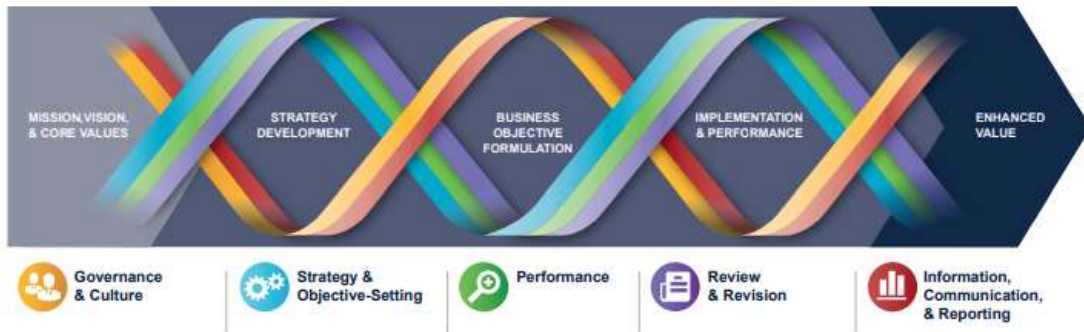 MISSION, VISION,
& CORE VALUES
STRATEGY
DEVELOPMENT
BUSINESS
OBJECTIVE
FORMULATION
IMPLEMENTATION
& PERFORMANCE
ENHANCED
VALUE
Governance
& Culture
Strategy &
Objective-Setting
Performance
Review
& Revision
Information,
Communication,
& Reporting